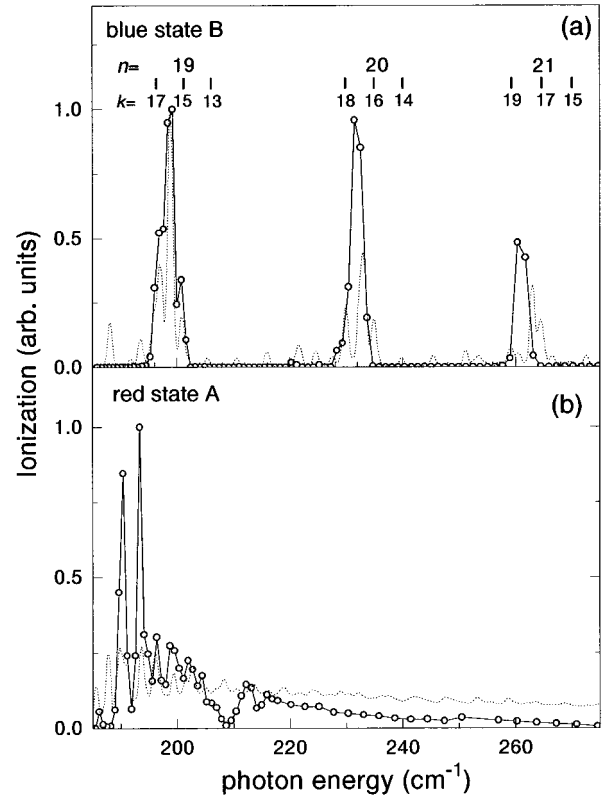 blue state B
(a)
n= 19 20 21
k= 17 15 13 18 16 14 19 17 15
1.0
0.5
0.0
red state A
(b)
1.0
0.5
0.0
200 220 240 260
photon energy (cm-1)
Ionization (arb. units)